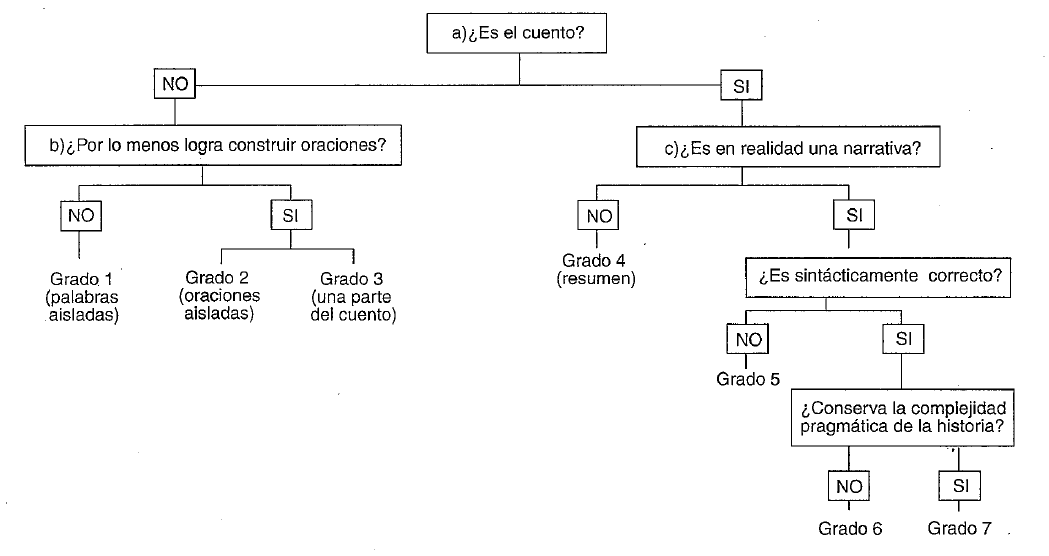 a)¿Es el cuento?
NO
SI
b)¿Por lo menos logra construir oraciones?
c)¿Es en realidad una narrativa?
NO
SI
NO
SI
Grado 1
(palabras
aisladas)
Grado 2
(oraciones
aisladas)
Grado 3
(una parte
del cuento)
Grado 4
(resumen)
¿Es sintácticamente correcto?
NO
SI
Grado 5
¿Conserva la complejidad
pragmática de la historia?
NO
SI
Grado 6
Grado 7